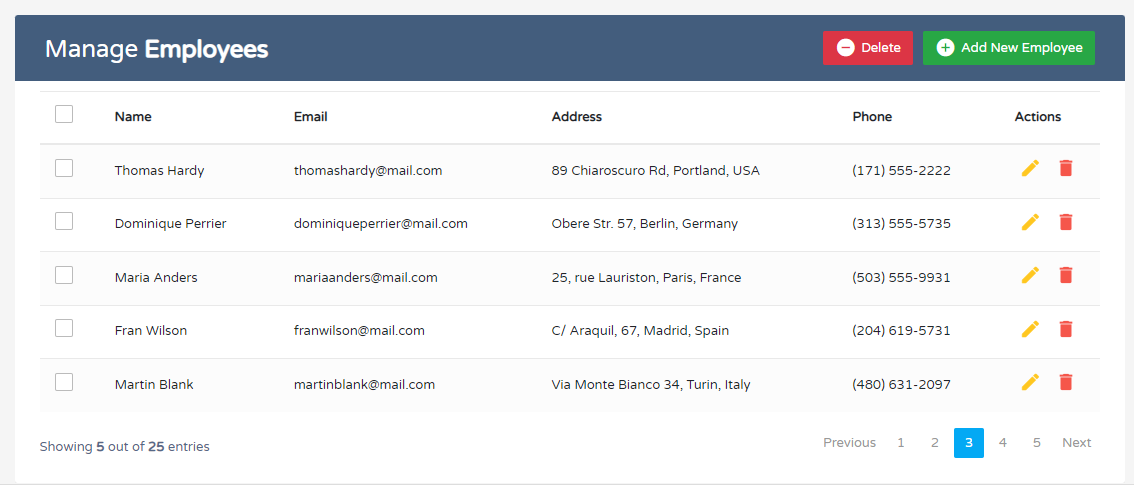 Manage Employees Delete Add New Employee
Name Email Address Phone Actions
Thomas Hardy thomashardy@mail.com 89 Chiaroscuro Rd, Portland, USA (171) 555-2222
Dominique Perrier dominiqueperrier@mail.com Obere Str. 57, Berlin, Germany (313) 555-5735
Maria Anders mariaanders@mail.com 25, rue Lauriston, Paris, France (503) 555-9931
Fran Wilson franwilson@mail.com C/ Araquil, 67, Madrid, Spain (204) 619-5731
Martin Blank martinblank@mail.com Via Monte Bianco 34, Turin, Italy (480) 631-2097
Showing 5 out of 25 entries Previous 1 2 3 4 5 Next